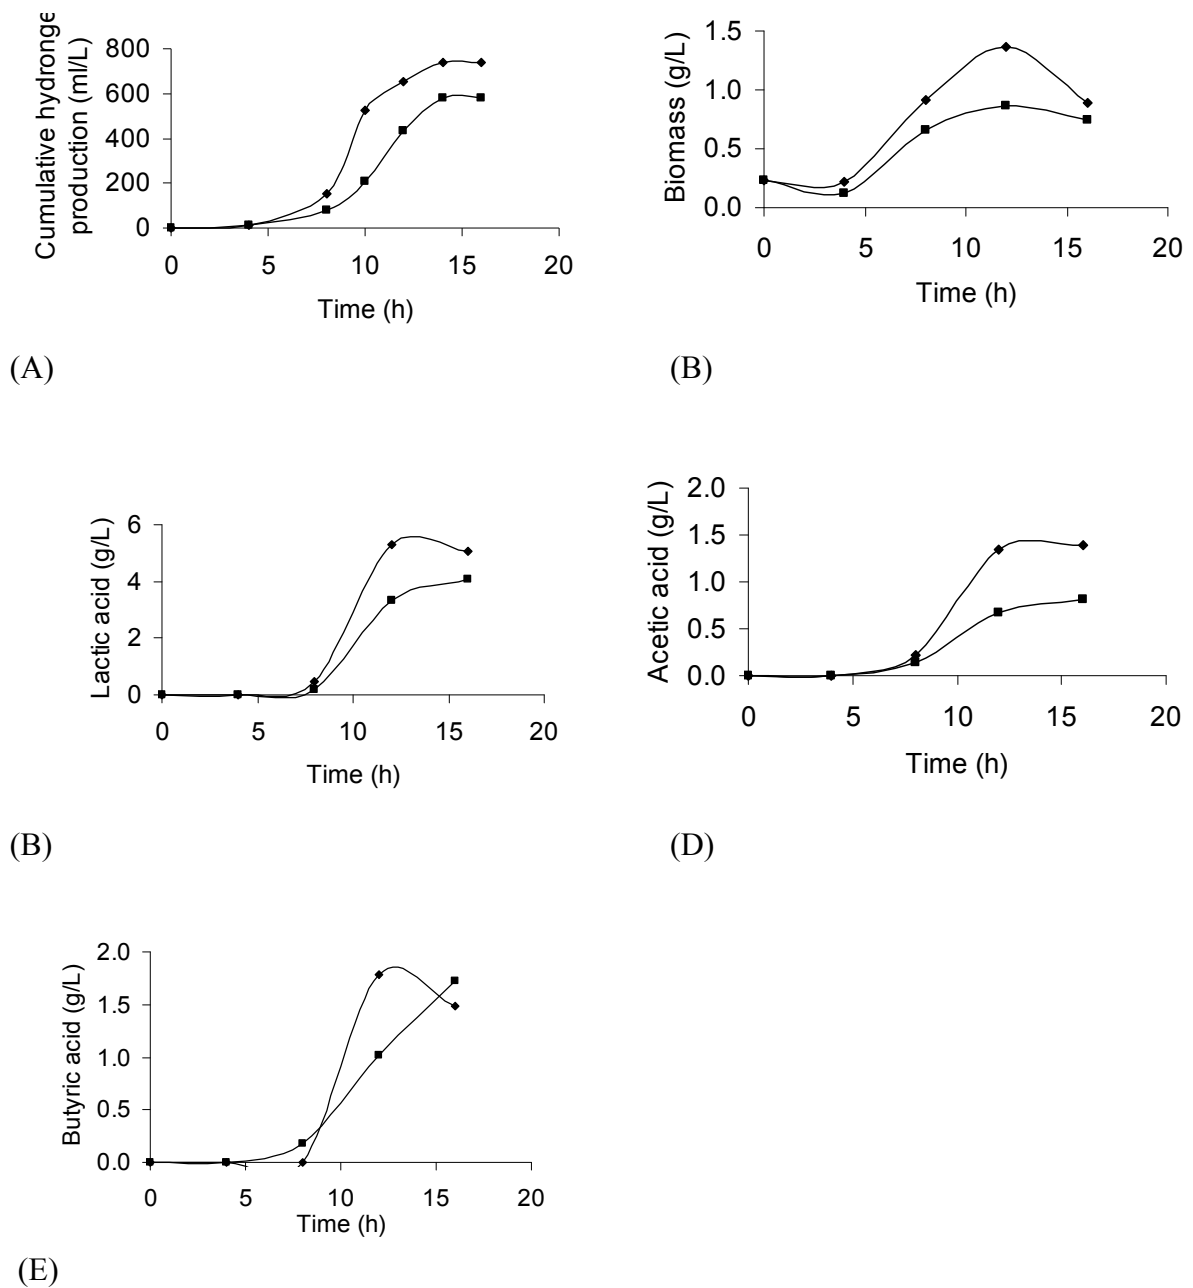 Cumulative hydronge
production (ml/L)
800
600
400
200
0
0 5 10 15 20
Time (h)
(A)
Biomass (g/L)
1.5
1.0
0.5
0.0
0 5 10 15 20
Time (h)
(B)
Lactic acid (g/L)
6
4
2
0
0 5 10 15 20
Time (h)
(B)
Acetic acid (g/L)
2.0
1.5
1.0
0.5
0.0
0 5 10 15 20
Time (h)
(D)
Butyric acid (g/L)
2.0
1.5
1.0
0.5
0.0
0 5 10 15 20
Time (h)
(E)